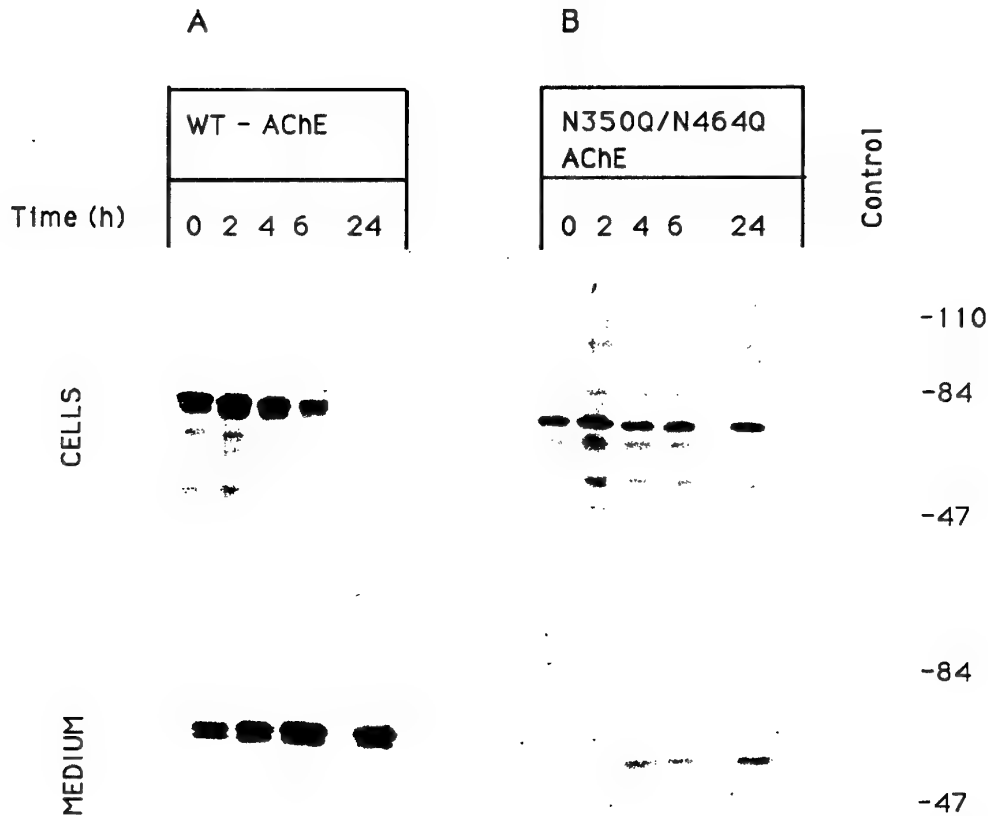 A
B
WT - AChE
N350Q/N464Q
AChE
Control
Time (h)
0 2 4 6 24
0 2 4 6 24
-110
-84
CELLS
-47
-84
MEDIUM
-47